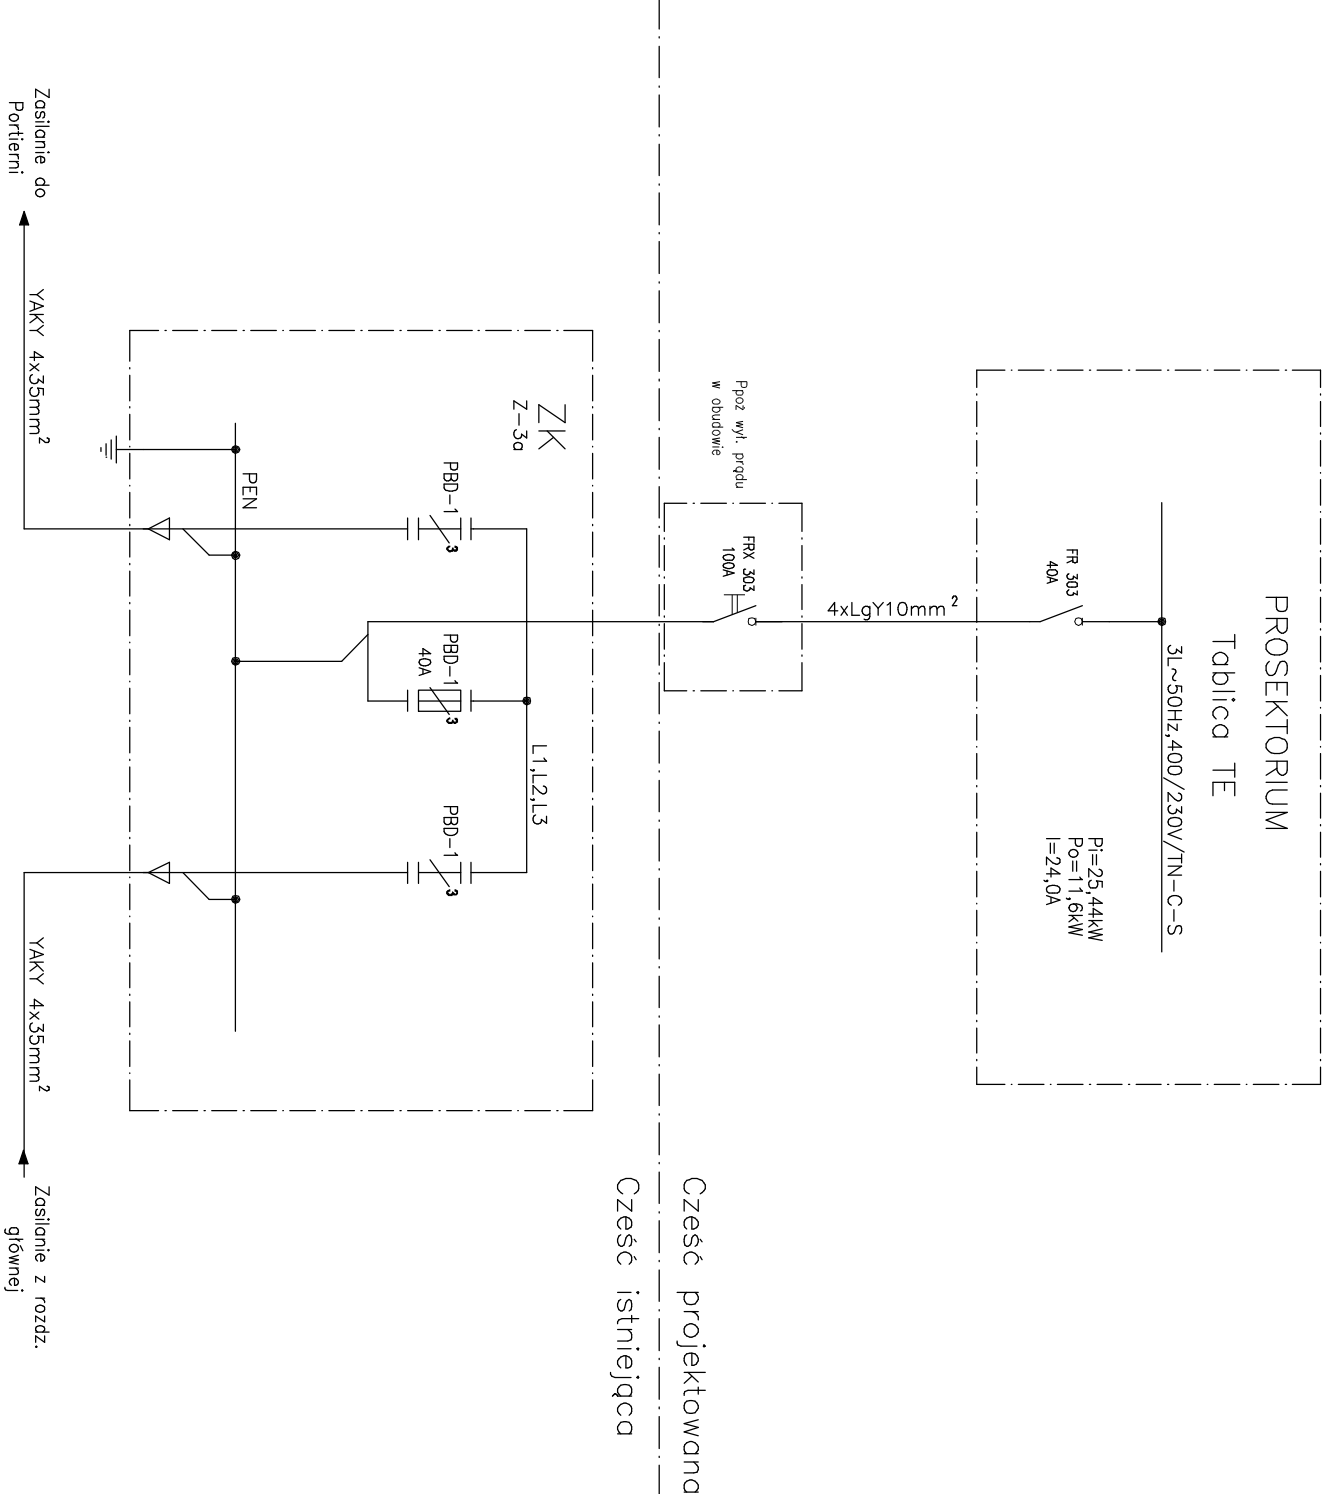 PROSEKTORIUM
Tablica TE
3L~50Hz,400/230V/TN-C-S
Pi=25,44kW
Po=11,6kW
I=24,0A
FR 303
40A
4xLgY10mm²
Ppoż wył. prądu
w obudowie
FRX 303
100A
Cześć projektowana
Cześć istniejąca
ZK
Z-3a
L1,L2,L3
PBD-1
3
PBD-1
40A
3
PBD-1
3
PEN
Zasilanie do
Portierni
YAKY 4x35mm²
YAKY 4x35mm²
Zasilanie z rozdz.
głównej